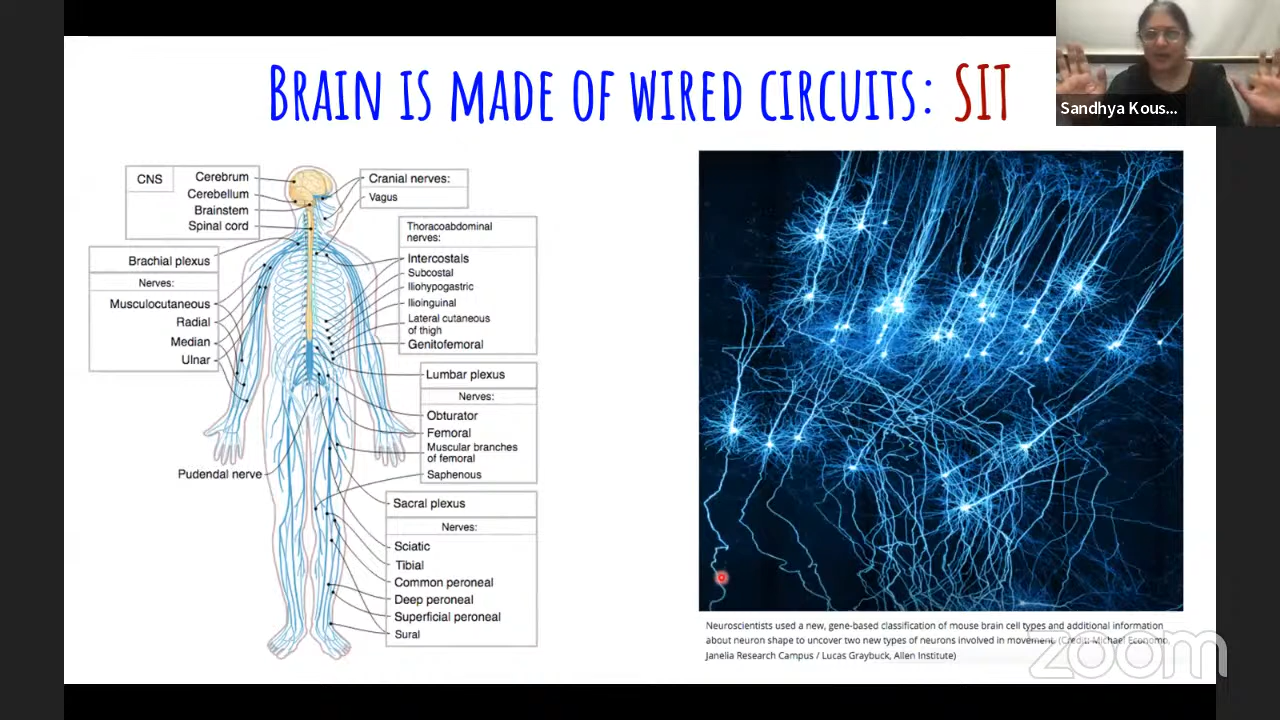 BRAIN IS MADE OF WIRED CIRCUITS: SIT
Sandhya Kous...
CNS
Cerebrum
Cerebellum
Brainstem
Spinal cord
Brachial plexus
Nerves:
Musculocutaneous
Radial
Median
Ulnar
Pudendal nerve
Cranial nerves:
Vagus
Thoracoabdominal
nerves:
Intercostals
Subcostal
Iliohypogastric
Ilioinguinal
Lateral cutaneous
of thigh
Genitofemoral
Lumbar plexus
Nerves:
Obturator
Femoral
Muscular branches
of femoral
Saphenous
Sacral plexus
Nerves:
Sciatic
Tibial
Common peroneal
Deep peroneal
Superficial peroneal
Sural
Neuroscientists used a new, gene-based classification of mouse brain cell types and additional information
about neuron shape to uncover two new types of neurons involved in movement. (Credit: Michael Economo,
Janelia Research Campus / Lucas Graybuck, Allen Institute)
zoom